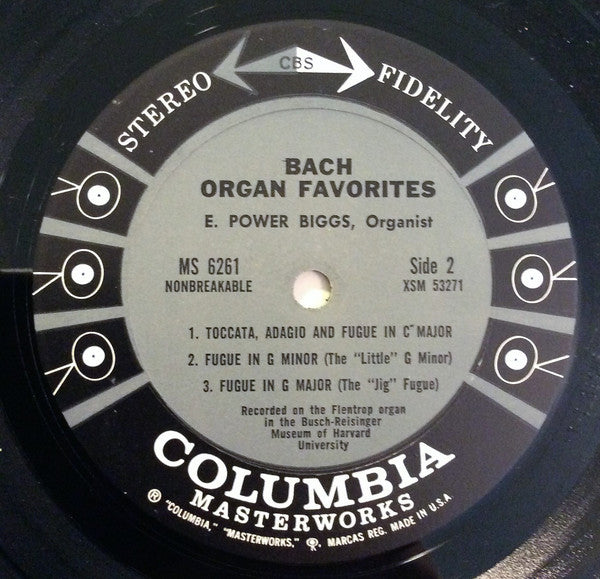 STEREO CBS FIDELITY
BACH
ORGAN FAVORITES
E. POWER BIGGS, Organist
MS 6261 Side 2
NONBREAKABLE XSM 53271
1. TOCCATA, ADAGIO AND FUGUE IN C MAJOR
2. FUGUE IN G MINOR (The "Little" G Minor)
3. FUGUE IN G MAJOR (The "Jig" Fugue)
Recorded on the Flentrop organ
in the Busch-Reisinger
Museum of Harvard
University
COLUMBIA
MASTERWORKS
® "COLUMBIA," "MASTERWORKS," MARCAS REG. MADE IN U.S.A